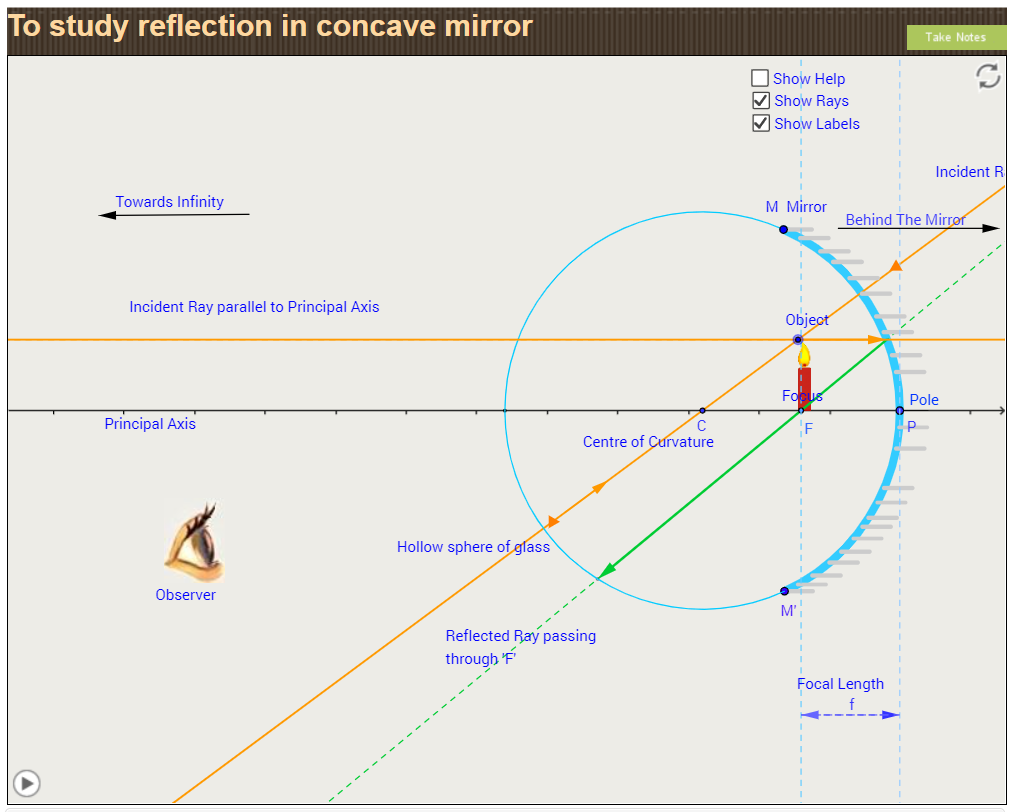 To study reflection in concave mirror
Take Notes
Show Help
Show Rays
Show Labels
Incident R
Towards Infinity
M Mirror
Behind The Mirror
Incident Ray parallel to Principal Axis
Object
Focus
Pole
Principal Axis
C
F
P
Centre of Curvature
Hollow sphere of glass
Observer
M'
Reflected Ray passing
through 'F'
Focal Length
f